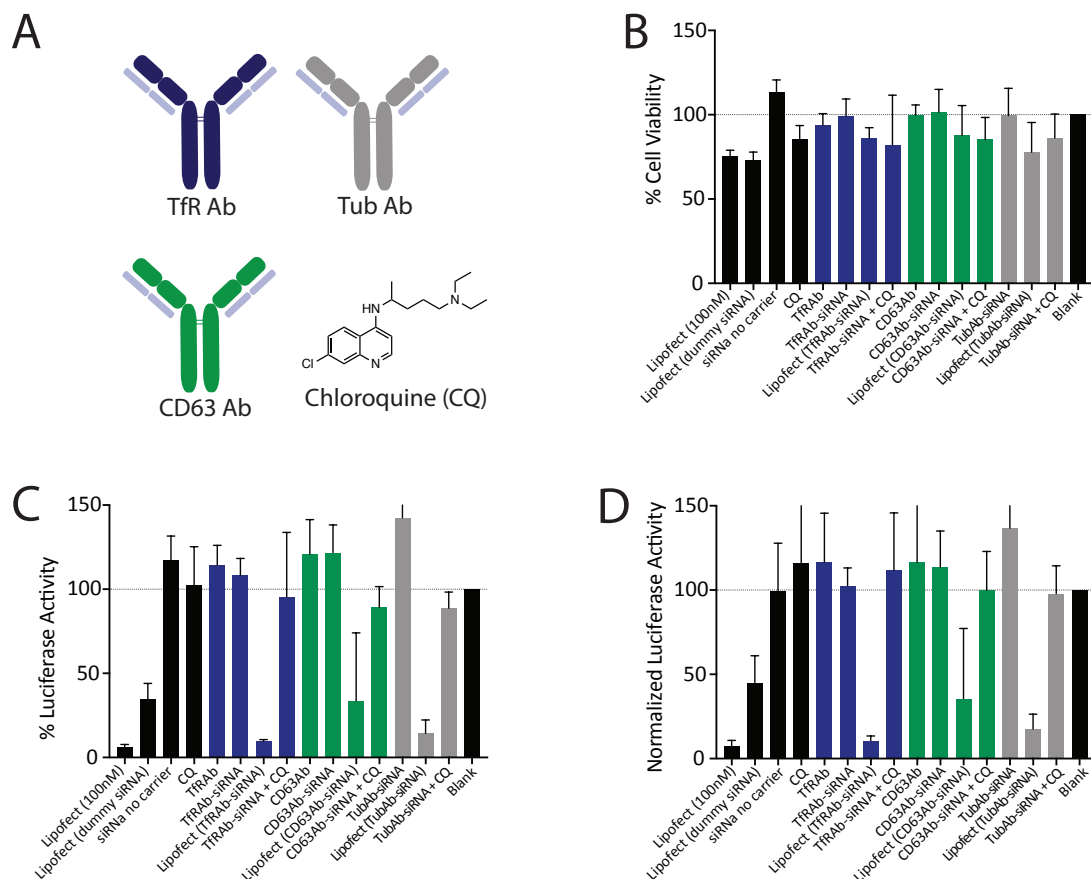 A
TfR Ab
Tub Ab
CD63 Ab
HN
N
Cl
N
Chloroquine (CQ)
B
% Cell Viability
150
100
50
0
Lipofect (100nM)
Lipofect (dummy siRNA)
siRNa no carrier
CQ
TfRAb
TfRAb-siRNA
Lipofect (TfRAb-siRNA)
TfRAb-siRNA + CQ
CD63Ab
CD63Ab-siRNA
Lipofect (CD63Ab-siRNA)
CD63Ab-siRNA + CQ
TubAb-siRNA
Lipofect (TubAb-siRNA)
TubAb-siRNA +CQ
Blank
C
% Luciferase Activity
150
100
50
0
Lipofect (100nM)
Lipofect (dummy siRNA)
siRNa no carrier
CQ
TfRAb
TfRAb-siRNA
Lipofect (TfRAb-siRNA)
TfRAb-siRNA + CQ
CD63Ab
CD63Ab-siRNA
Lipofect (CD63Ab-siRNA)
CD63Ab-siRNA + CQ
TubAb-siRNA
Lipofect (TubAb-siRNA)
TubAb-siRNA +CQ
Blank
D
Normalized Luciferase Activity
150
100
50
0
Lipofect (100nM)
Lipofect (dummy siRNA)
siRNa no carrier
CQ
TfRAb
TfRAb-siRNA
Lipofect (TfRAb-siRNA)
TfRAb-siRNA + CQ
CD63Ab
CD63Ab-siRNA
Lipofect (CD63Ab-siRNA)
CD63Ab-siRNA + CQ
TubAb-siRNA
Lipofect (TubAb-siRNA)
TubAb-siRNA +CQ
Blank